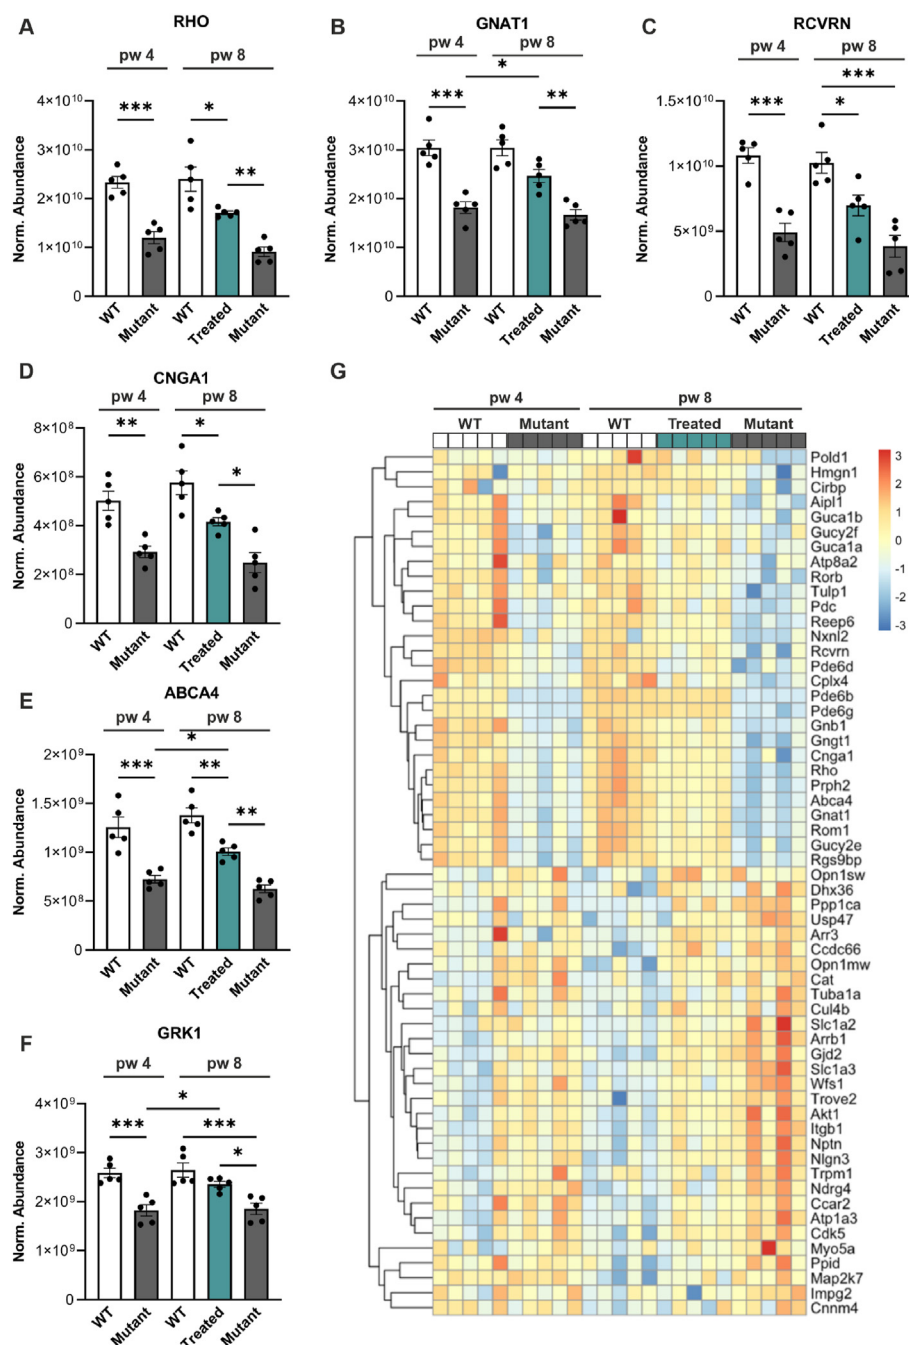 A
RHO
pw 4
pw 8
Norm. Abundance
4×10¹⁰
3×10¹⁰
2×10¹⁰
1×10¹⁰
0
***
*
**
WT
Mutant
WT
Treated
Mutant
B
GNAT1
pw 4
pw 8
Norm. Abundance
4×10¹⁰
3×10¹⁰
2×10¹⁰
1×10¹⁰
0
*
***
**
WT
Mutant
WT
Treated
Mutant
C
RCVRN
pw 4
pw 8
Norm. Abundance
1.5×10¹⁰
1×10¹⁰
5×10⁹
0
***
***
*
WT
Mutant
WT
Treated
Mutant
D
CNGA1
pw 4
pw 8
Norm. Abundance
8×10⁸
6×10⁸
4×10⁸
2×10⁸
0
**
*
*
WT
Mutant
WT
Treated
Mutant
E
ABCA4
pw 4
pw 8
Norm. Abundance
2×10⁹
1.5×10⁹
1×10⁹
5×10⁸
0
*
***
**
**
WT
Mutant
WT
Treated
Mutant
F
GRK1
pw 4
pw 8
Norm. Abundance
4×10⁹
3×10⁹
2×10⁹
1×10⁹
0
*
***
***
*
WT
Mutant
WT
Treated
Mutant
G
pw 4
pw 8
WT
Mutant
WT
Treated
Mutant
Pold1
Hmgn1
Cirbp
Aipl1
Guca1b
Gucy2f
Guca1a
Atp8a2
Rorb
Tulp1
Pdc
Reep6
Nxnl2
Rcvrn
Pde6d
Cplx4
Pde6b
Pde6g
Gnb1
Gngt1
Cnga1
Rho
Prph2
Abca4
Gnat1
Rom1
Gucy2e
Rgs9bp
Opn1sw
Dhx36
Ppp1ca
Usp47
Arr3
Ccdc66
Opn1mw
Cat
Tuba1a
Cul4b
Slc1a2
Arrb1
Gjd2
Slc1a3
Wfs1
Trove2
Akt1
Itgb1
Nptn
Nlgn3
Trpm1
Ndrg4
Ccar2
Atp1a3
Cdk5
Myo5a
Ppid
Map2k7
Impg2
Cnnm4
3
2
1
0
-1
-2
-3